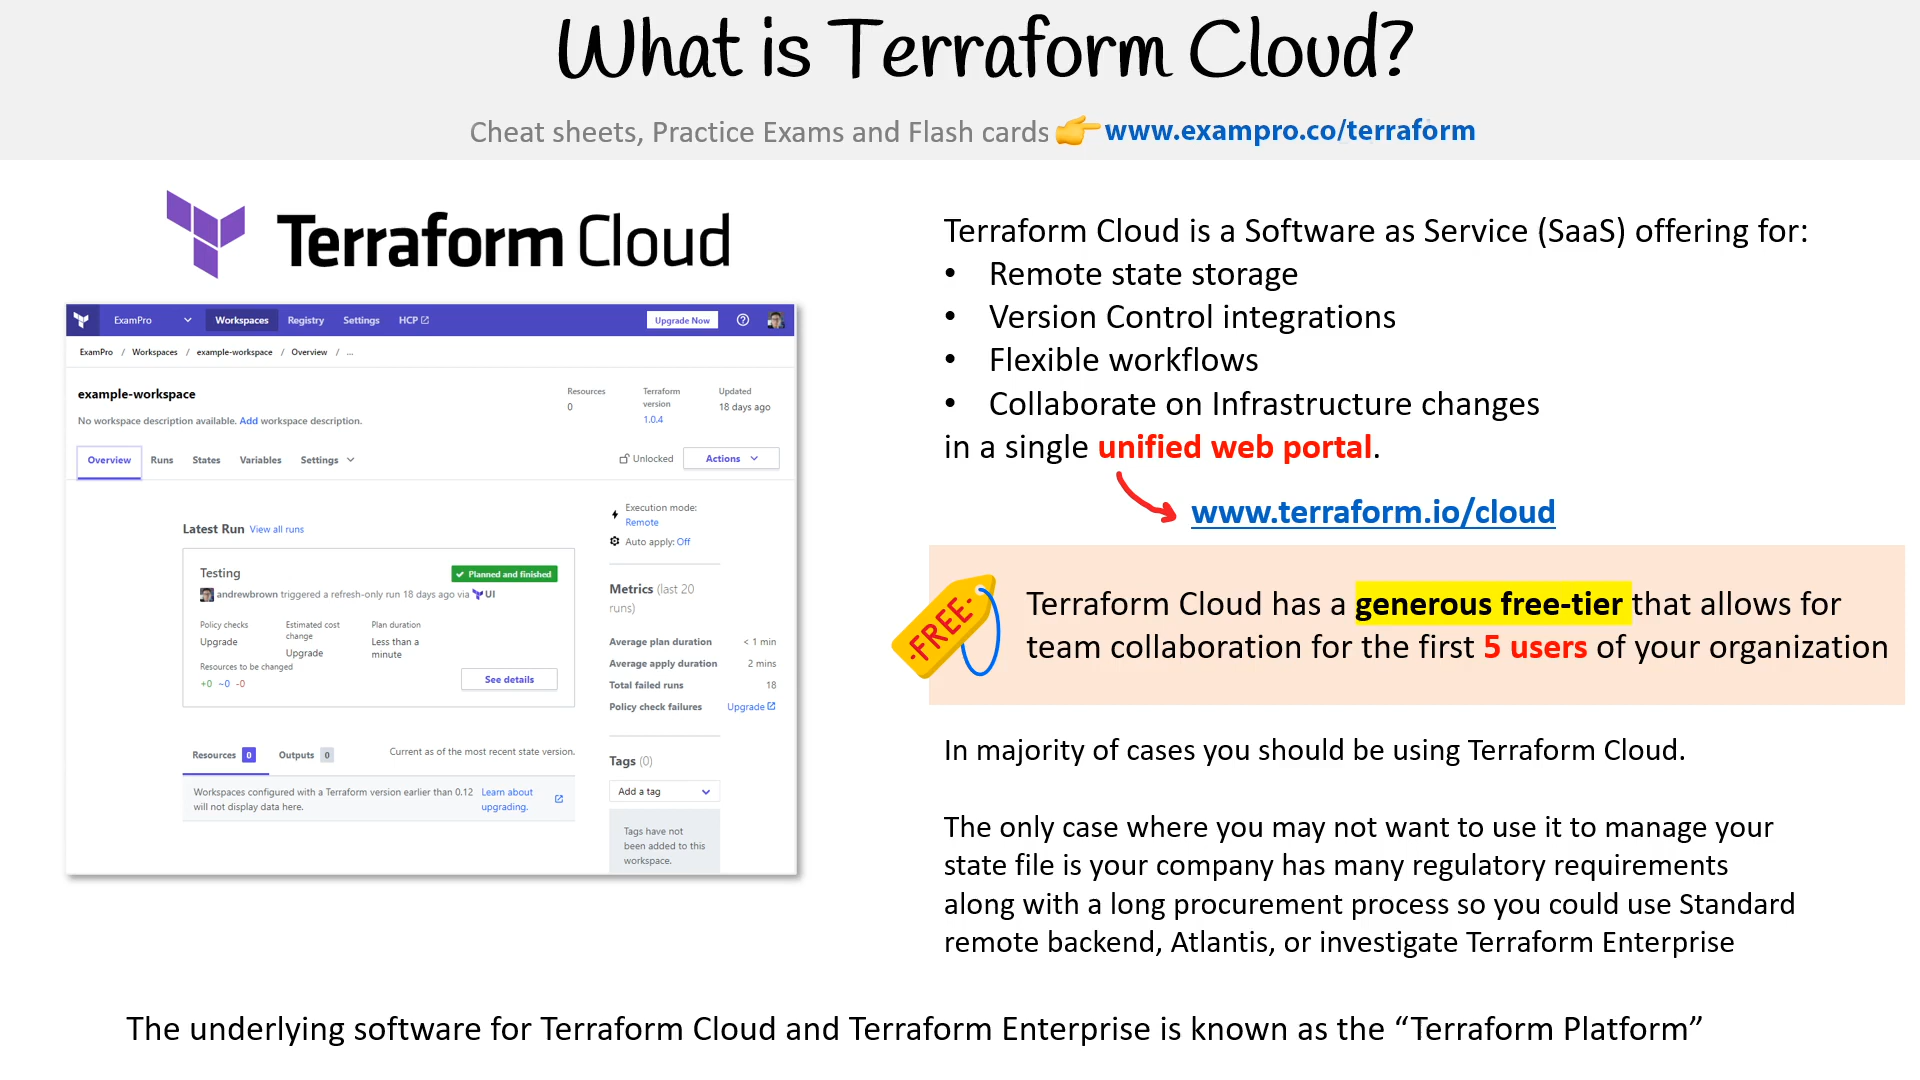 What is Terraform Cloud?
Cheat sheets, Practice Exams and Flash cards 👉 www.exampro.co/terraform
Terraform Cloud
ExamPro Workspaces Registry Settings HCP Upgrade Now
ExamPro / Workspaces / example-workspace / Overview / ...
example-workspace
No workspace description available. Add workspace description.
Resources
0
Terraform
version
1.0.4
Updated
18 days ago
Overview Runs States Variables Settings
Unlocked Actions
Latest Run View all runs
Testing
Planned and finished
andrewbrown triggered a refresh-only run 18 days ago via UI
Policy checks
Upgrade
Estimated cost
change
Upgrade
Plan duration
Less than a
minute
Resources to be changed
+0 ~0 -0
See details
Resources 0 Outputs 0 Current as of the most recent state version.
Workspaces configured with a Terraform version earlier than 0.12
will not display data here.
Learn about
upgrading.
Execution mode:
Remote
Auto apply: Off
Metrics (last 20
runs)
Average plan duration < 1 min
Average apply duration 2 mins
Total failed runs 18
Policy check failures Upgrade
Tags (0)
Add a tag
Tags have not
been added to this
workspace.
Terraform Cloud is a Software as Service (SaaS) offering for:
• Remote state storage
• Version Control integrations
• Flexible workflows
• Collaborate on Infrastructure changes
in a single unified web portal.
www.terraform.io/cloud
·FREE·
Terraform Cloud has a generous free-tier that allows for
team collaboration for the first 5 users of your organization
In majority of cases you should be using Terraform Cloud.
The only case where you may not want to use it to manage your
state file is your company has many regulatory requirements
along with a long procurement process so you could use Standard
remote backend, Atlantis, or investigate Terraform Enterprise
The underlying software for Terraform Cloud and Terraform Enterprise is known as the “Terraform Platform”